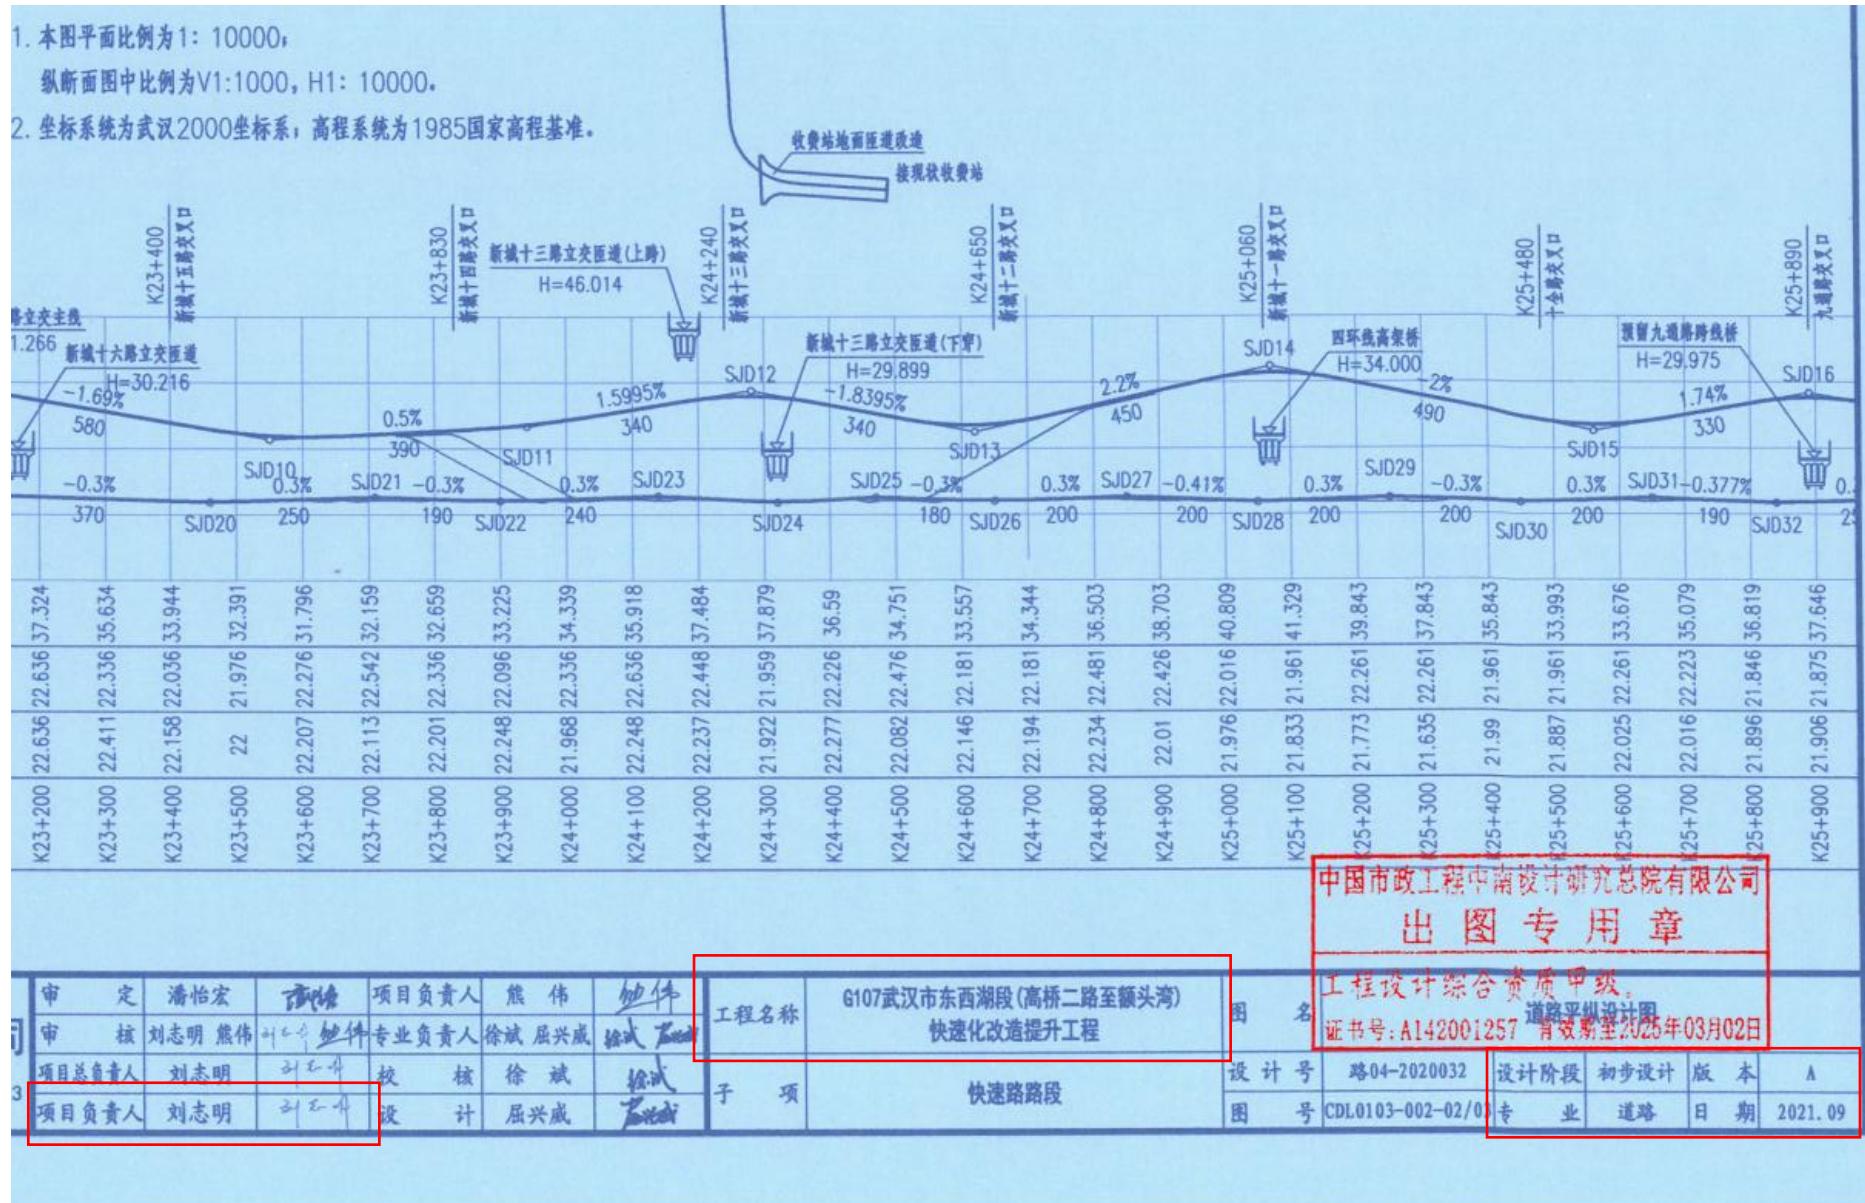 1. 本图平面比例为1: 10000;
纵断面图中比例为V1:1000, H1: 10000。
2. 坐标系统为武汉2000坐标系; 高程系统为1985国家高程基准。
收费站地面匝道改造
接现状收费站
K23+400 新城十五路交叉口
K23+830 新城十四路交叉口
新城十三路立交匝道(上跨)
H=46.014
K24+240 新城十三路交叉口
K24+650 新城十二路交叉口
K25+060 新城十一路交叉口
K25+480 十全路交叉口
K25+890 九通路交叉口
路立交主线
1.266
新城十六路立交匝道
H=30.216
新城十三路立交匝道(下穿)
H=29.899
四环线高架桥
H=34.000
预留九通路跨线桥
H=29.975
SJD12 SJD14 SJD16
-1.69% 0.5% 1.5995% -1.8395% 2.2% -2% 1.74%
580 390 340 340 450 490 330
SJD10 SJD11 SJD13 SJD15
-0.3% 0.3% SJD21 -0.3% 0.3% SJD23 SJD25 -0.3% 0.3% SJD27 -0.41% 0.3% SJD29 -0.3% 0.3% SJD31 -0.377% 0.
370 SJD20 250 190 SJD22 240 SJD24 180 SJD26 200 200 SJD28 200 200 SJD30 200 190 SJD32 2
37.324 35.634 33.944 32.391 31.796 32.159 32.659 33.225 34.339 35.918 37.484 37.879 36.59 34.751 33.557 34.344 36.503 38.703 40.809 41.329 39.843 37.843 35.843 33.993 33.676 35.079 36.819 37.646
22.636 22.336 22.036 21.976 22.276 22.542 22.336 22.096 22.336 22.636 22.448 21.959 22.226 22.476 22.181 22.181 22.481 22.426 22.016 21.961 22.261 22.261 21.961 21.961 22.261 22.223 21.846 21.875
22.636 22.411 22.158 22 22.207 22.113 22.201 22.248 21.968 22.248 22.237 21.922 22.277 22.082 22.146 22.194 22.234 22.01 21.976 21.833 21.773 21.635 21.99 21.887 22.025 22.016 21.896 21.906
K23+200 K23+300 K23+400 K23+500 K23+600 K23+700 K23+800 K23+900 K24+000 K24+100 K24+200 K24+300 K24+400 K24+500 K24+600 K24+700 K24+800 K24+900 K25+000 K25+100 K25+200 K25+300 K25+400 K25+500 K25+600 K25+700 K25+800 K25+900
中国市政工程中南设计研究总院有限公司
出图专用章
工程设计综合资质甲级。
证书号:A142001257 有效期至2025年03月02日
司
3
审 定 潘怡宏 项目负责人 熊 伟
审 核 刘志明 熊伟 专业负责人 徐斌 屈兴威
项目总负责人 刘志明 校 核 徐 斌
项目负责人 刘志明 设 计 屈兴威
工程名称 G107武汉市东西湖段(高桥二路至额头湾)
快速化改造提升工程
子 项 快速路路段
图 名 道路平纵设计图
设 计 号 路04-2020032 设计阶段 初步设计 版 本 A
图 号 CDL0103-002-02/03 专 业 道路 日 期 2021.09